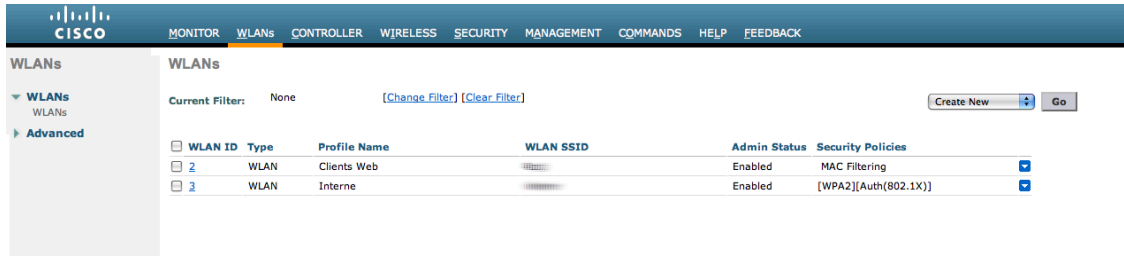 CISCO
MONITOR WLANs CONTROLLER WIRELESS SECURITY MANAGEMENT COMMANDS HELP FEEDBACK
WLANs
WLANs
WLANs
Advanced
WLANs
Current Filter: None [Change Filter] [Clear Filter]
Create New Go
WLAN ID Type Profile Name WLAN SSID Admin Status Security Policies
2 WLAN Clients Web Enabled MAC Filtering
3 WLAN Interne Enabled [WPA2][Auth(802.1X)]